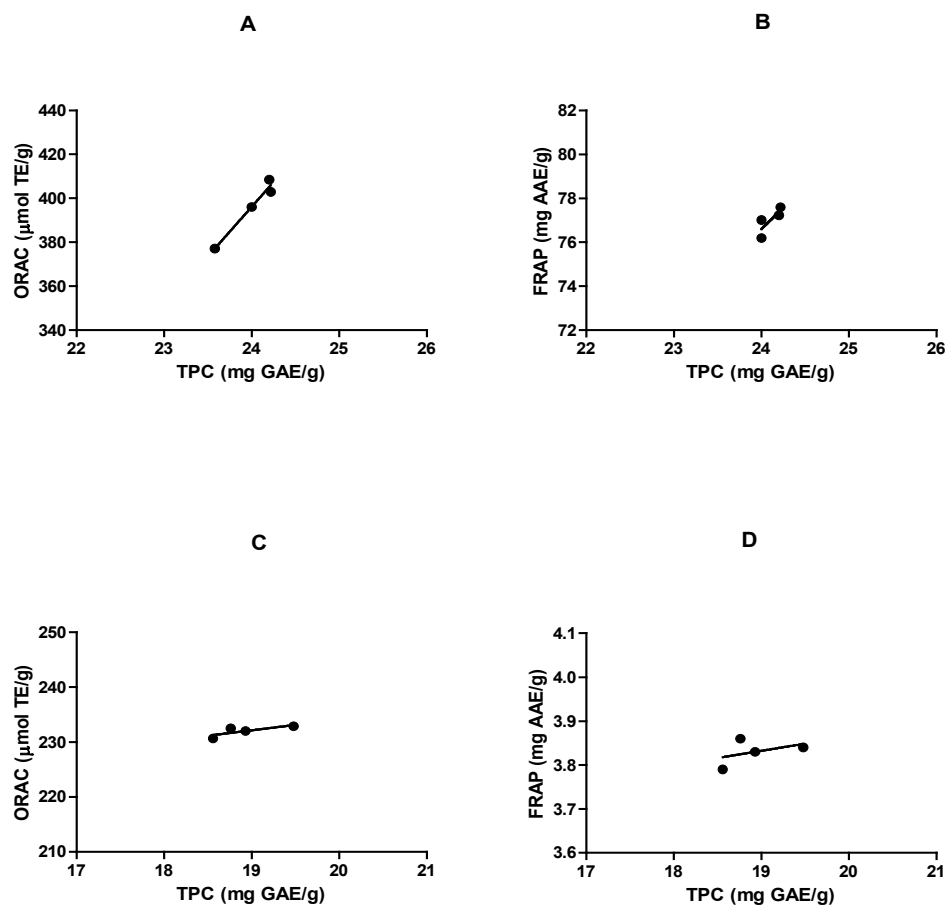 A
B
440
420
400
380
360
340
ORAC (μmol TE/g)
22 23 24 25 26
TPC (mg GAE/g)
82
80
78
76
74
72
FRAP (mg AAE/g)
22 23 24 25 26
TPC (mg GAE/g)
C
D
250
240
230
220
210
ORAC (μmol TE/g)
17 18 19 20 21
TPC (mg GAE/g)
4.1
4.0
3.9
3.8
3.7
3.6
FRAP (mg AAE/g)
17 18 19 20 21
TPC (mg GAE/g)